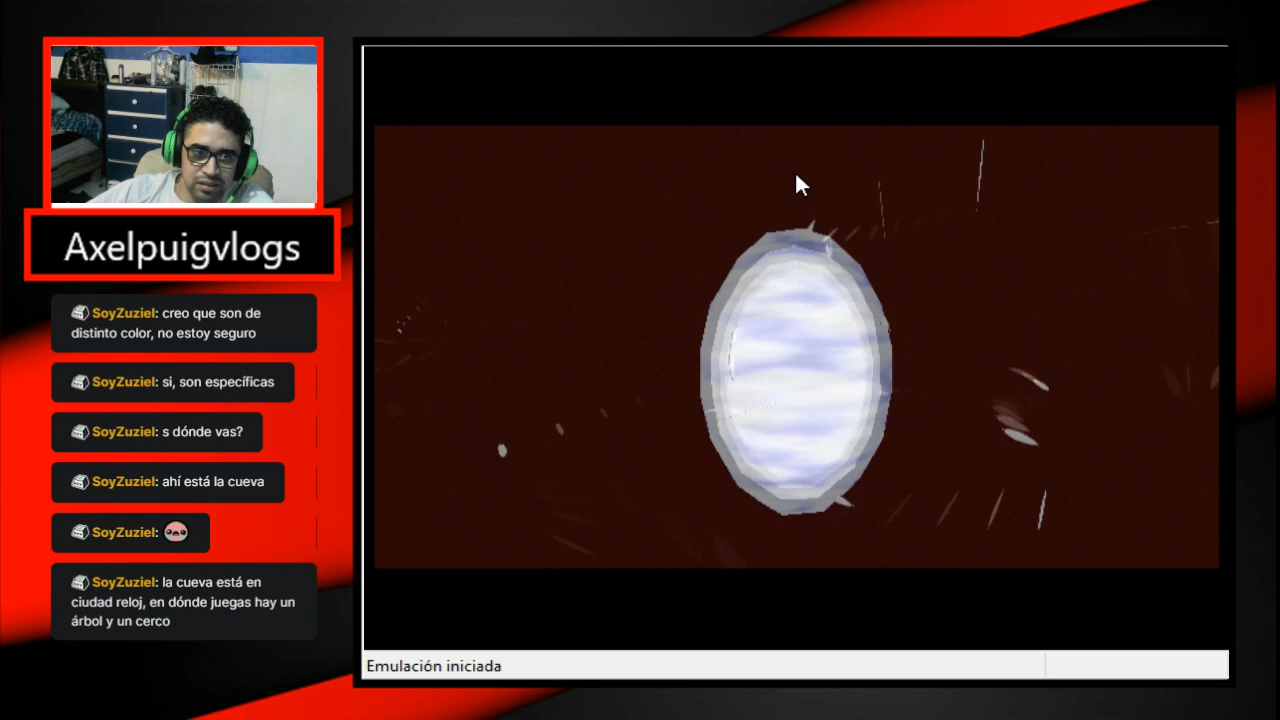 Axelpuigvlogs
SoyZuziel: creo que son de
distinto color, no estoy seguro
SoyZuziel: si, son específicas
SoyZuziel: s dónde vas?
SoyZuziel: ahí está la cueva
SoyZuziel:
SoyZuziel: la cueva está en
ciudad reloj, en dónde juegas hay un
árbol y un cerco
Emulación iniciada